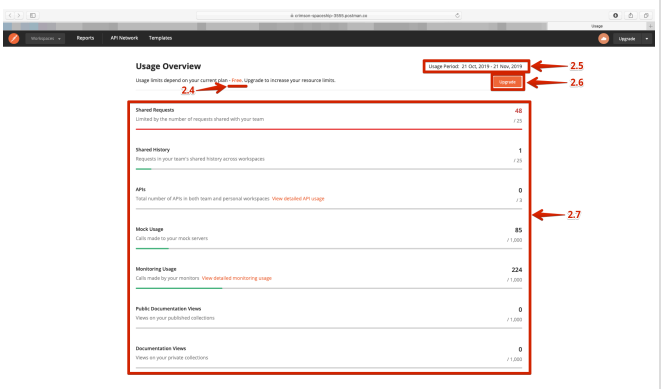 crimson-spaceship-3595.postman.co
Usage
Workspaces
Reports
API Network
Templates
Upgrade
Usage Overview
Usage Period: 21 Oct, 2019 - 21 Nov, 2019
2.5
Usage limits depend on your current plan - Free. Upgrade to increase your resource limits.
Upgrade
2.6
2.4
Shared Requests
48
Limited by the number of requests shared with your team
/ 25
Shared History
1
Requests in your team's shared history across workspaces
/ 25
APIs
0
Total number of APIs in both team and personal workspaces View detailed API usage
/ 3
2.7
Mock Usage
85
Calls made to your mock servers
/ 1,000
Monitoring Usage
224
Calls made by your monitors View detailed monitoring usage
/ 1,000
Public Documentation Views
0
Views on your published collections
/ 1,000
Documentation Views
0
Views on your private collections
/ 1,000